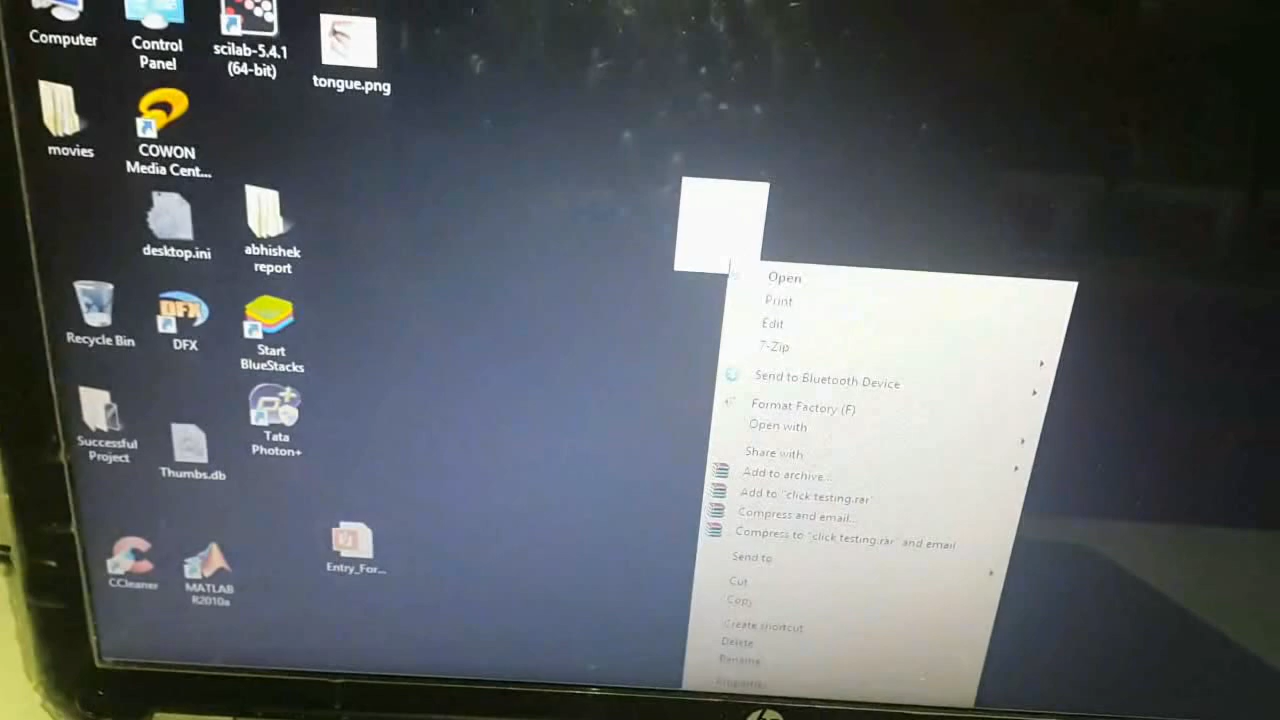 Computer
Control
Panel
scilab-5.4.1
(64-bit)
tongue.png
movies
COWON
Media Cent...
desktop.ini
abhishek
report
Recycle Bin
DFX
DFX
Start
BlueStacks
Successful
Project
Thumbs.db
Tata
Photon+
CCleaner
MATLAB
R2010a
Entry_For...
Open
Print
Edit
7-Zip
Send to Bluetooth Device
Format Factory (F)
Open with
Share with
Add to archive...
Add to "click testing.rar"
Compress and email...
Compress to "click testing.rar" and email
Send to
Cut
Copy
Create shortcut
Delete
Rename
Properties
hp